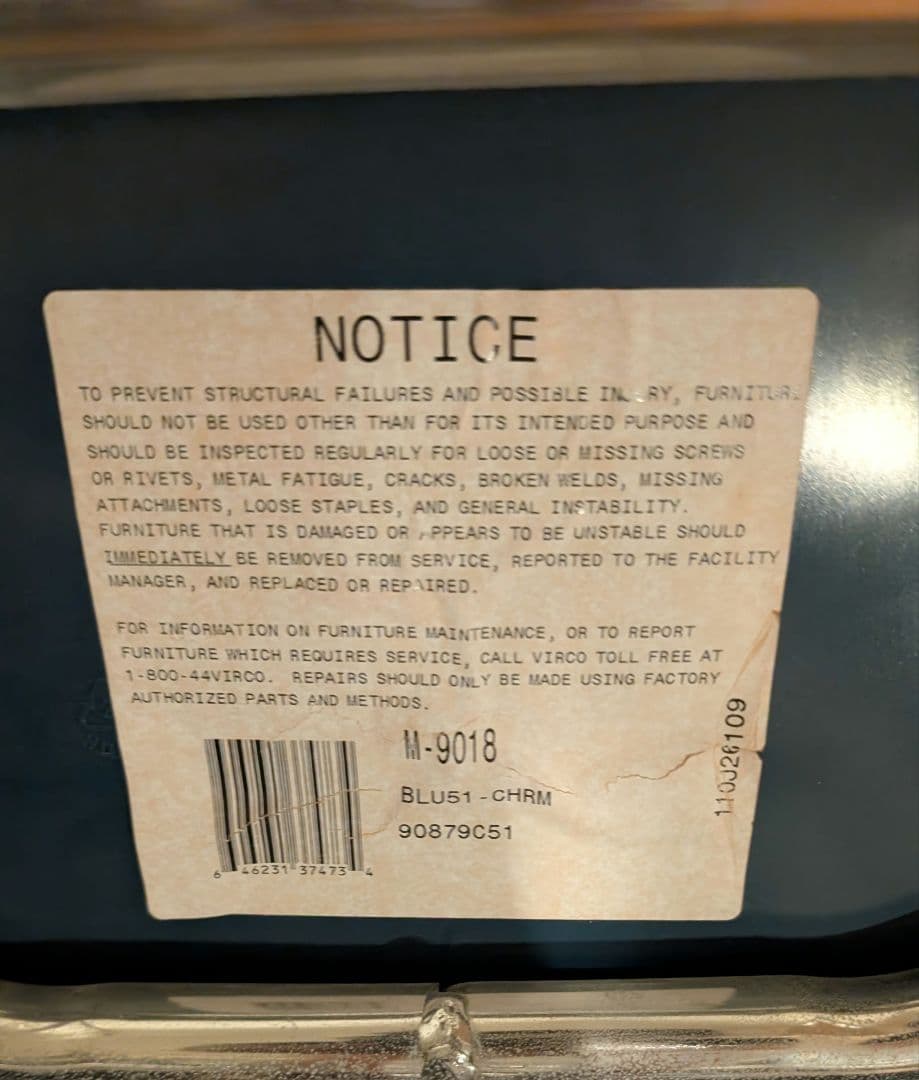 NOTICE
TO PREVENT STRUCTURAL FAILURES AND POSSIBLE FURNITURE
SHOULD NOT BE USED OTHER THAN FOR ITS INTENDED PURPOSE AND
SHOULD BE INSPECTED REGULARLY FOR LOOSE OR MISSING SCREWS
OR RIVETS, METAL FATIGUE, CRACKS, BROKEN WELDS, MISSING
ATTACHMENTS, LOOSE STAPLES, AND GENERAL INSTABILITY.
FURNITURE THAT IS DAMAGED OR APPEARS TO BE UNSTABLE SHOULD
IMMEDIATELY BE REMOVED FROM SERVICE, REPORTED TO THE FACILITY
MANAGER, AND REPLACED OR REPAIRED.
FOR INFORMATION ON FURNITURE MAINTENANCE, OR TO REPORT
FURNITURE WHICH REQUIRES SERVICE, CALL VIRCO TOLL FREE AT
1-800-44VIRCO. REPAIRS SHOULD ONLY BE MADE USING FACTORY
AUTHORIZED PARTS AND METHODS.
M-9018
BLU51-CHRM
90879C51
6 46231 37473 4
110J26109